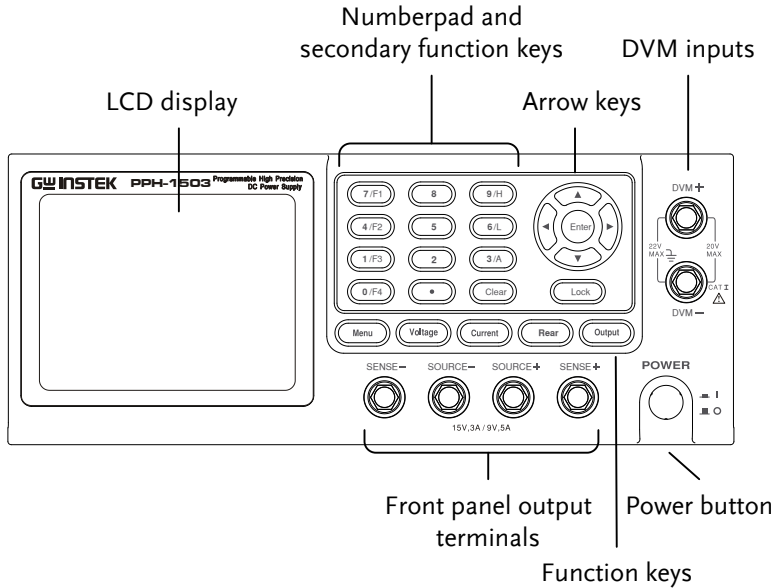 Numberpad and
secondary function keys
DVM inputs
LCD display
Arrow keys
GW INSTEK PPH-1503 Programmable High Precision
DC Power Supply
7/F1 8 9/H
4/F2 5 6/L
1/F3 2 3/A
0/F4 • Clear
Enter
Lock
Menu Voltage Current Rear Output
DVM+
22V
MAX
20V
MAX
CAT I
DVM−
SENSE− SOURCE− SOURCE+ SENSE+
15V,3A / 9V,5A
POWER
I
O
Front panel output
terminals
Power button
Function keys